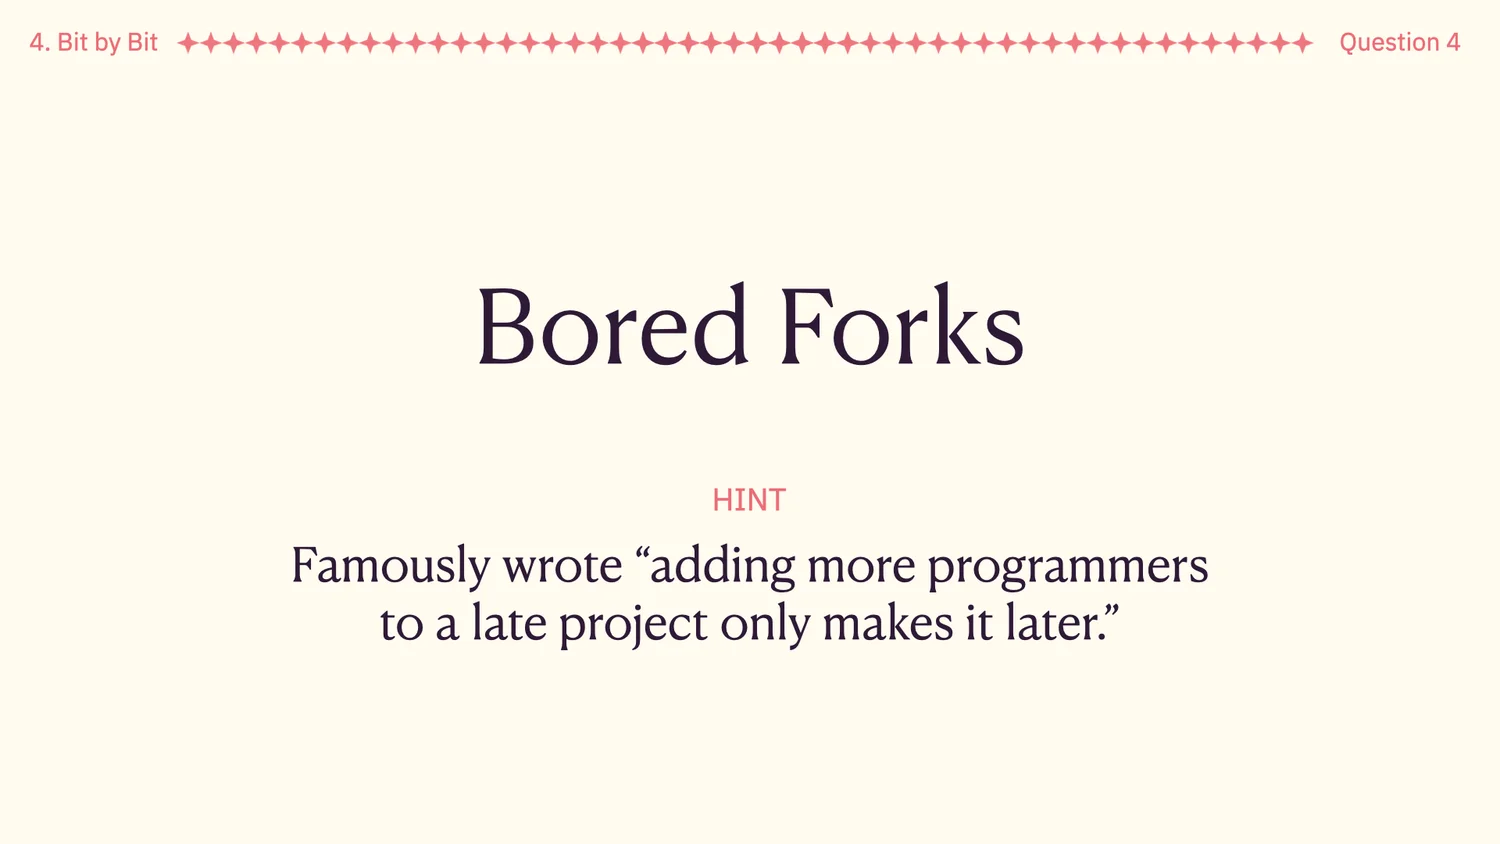 4. Bit by Bit
Question 4
Bored Forks
HINT
Famously wrote “adding more programmers
to a late project only makes it later.”